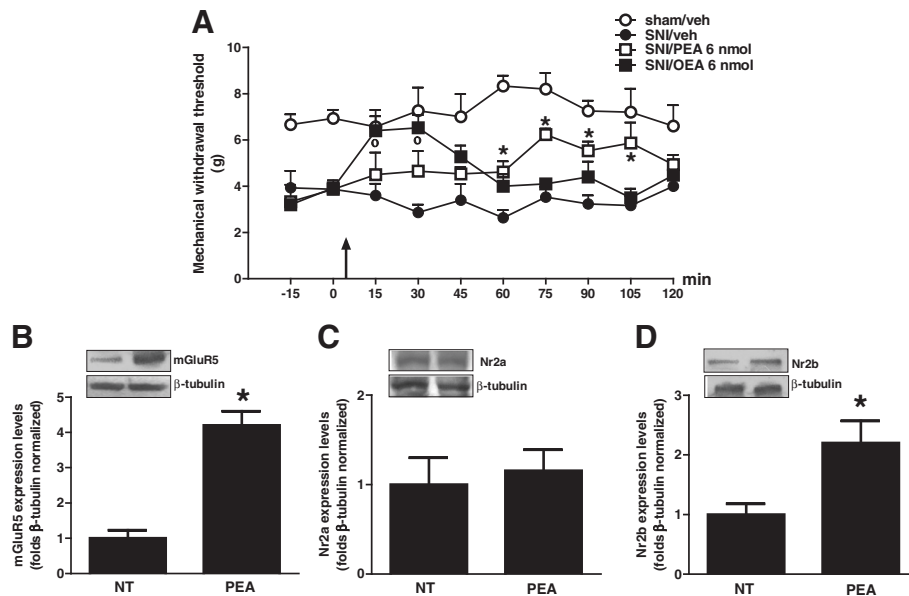 A
sham/veh
SNI/veh
SNI/PEA 6 nmol
SNI/OEA 6 nmol
Mechanical withdrawal threshold
(g)
10
8
6
4
2
0
o
o
*
*
*
*
-15 0 15 30 45 60 75 90 105 120
min
B
mGluR5
β-tubulin
mGluR5 expression levels
(folds β-tubulin normalized)
5
4
3
2
1
0
*
NT PEA
C
Nr2a
β-tubulin
Nr2a expression levels
(folds β-tubulin normalized)
2
1
0
NT PEA
D
Nr2b
β-tubulin
Nr2b expression levels
(folds β-tubulin normalized)
3
2
1
0
*
NT PEA